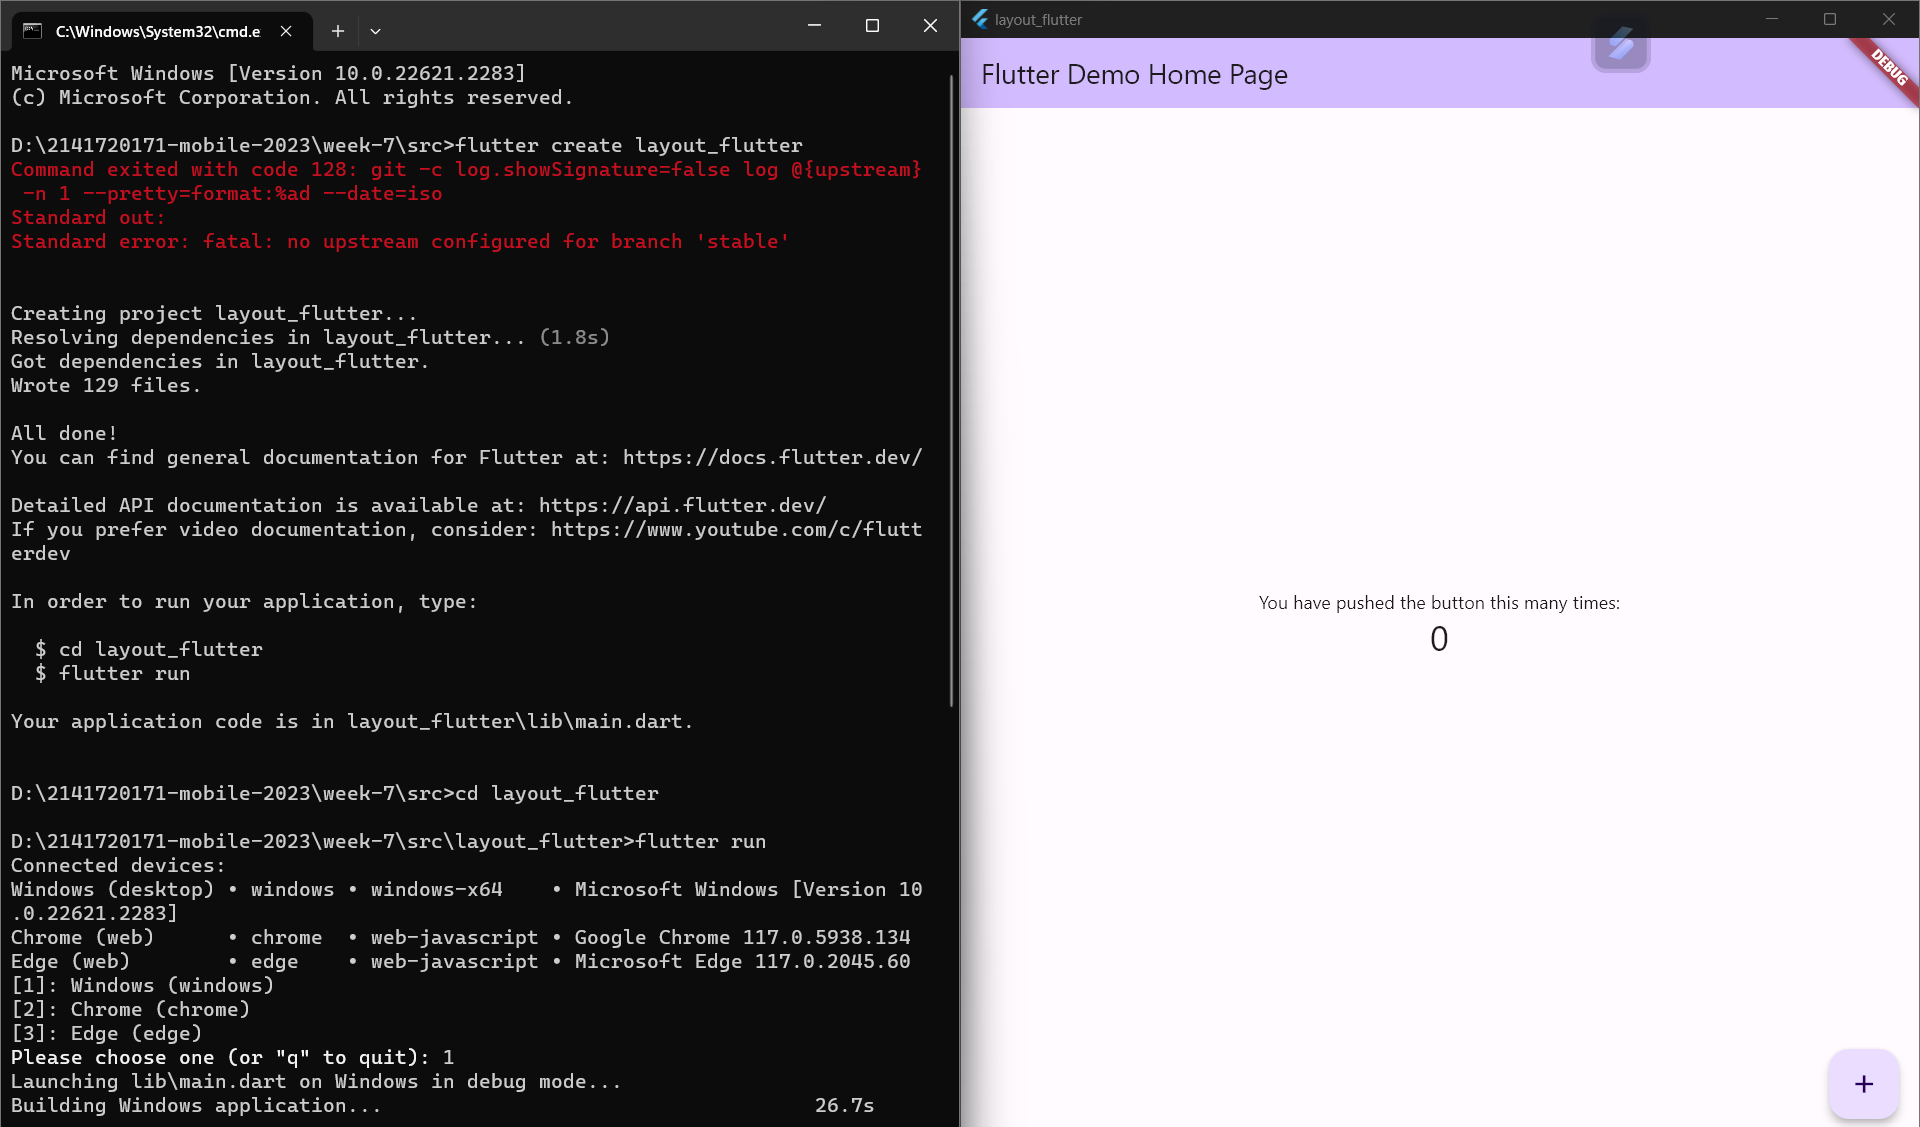 C:\Windows\System32\cmd.e
Microsoft Windows [Version 10.0.22621.2283]
(c) Microsoft Corporation. All rights reserved.
D:\2141720171-mobile-2023\week-7\src>flutter create layout_flutter
Command exited with code 128: git -c log.showSignature=false log @{upstream}
-n 1 --pretty=format:%ad --date=iso
Standard out:
Standard error: fatal: no upstream configured for branch 'stable'
Creating project layout_flutter...
Resolving dependencies in layout_flutter... (1.8s)
Got dependencies in layout_flutter.
Wrote 129 files.
All done!
You can find general documentation for Flutter at: https://docs.flutter.dev/
Detailed API documentation is available at: https://api.flutter.dev/
If you prefer video documentation, consider: https://www.youtube.com/c/flutt
erdev
In order to run your application, type:
$ cd layout_flutter
$ flutter run
Your application code is in layout_flutter\lib\main.dart.
D:\2141720171-mobile-2023\week-7\src>cd layout_flutter
D:\2141720171-mobile-2023\week-7\src\layout_flutter>flutter run
Connected devices:
Windows (desktop) • windows • windows-x64    • Microsoft Windows [Version 10
.0.22621.2283]
Chrome (web)      • chrome  • web-javascript • Google Chrome 117.0.5938.134
Edge (web)        • edge    • web-javascript • Microsoft Edge 117.0.2045.60
[1]: Windows (windows)
[2]: Chrome (chrome)
[3]: Edge (edge)
Please choose one (or "q" to quit): 1
Launching lib\main.dart on Windows in debug mode...
Building Windows application...                                    26.7s
layout_flutter
Flutter Demo Home Page
DEBUG
You have pushed the button this many times:
0